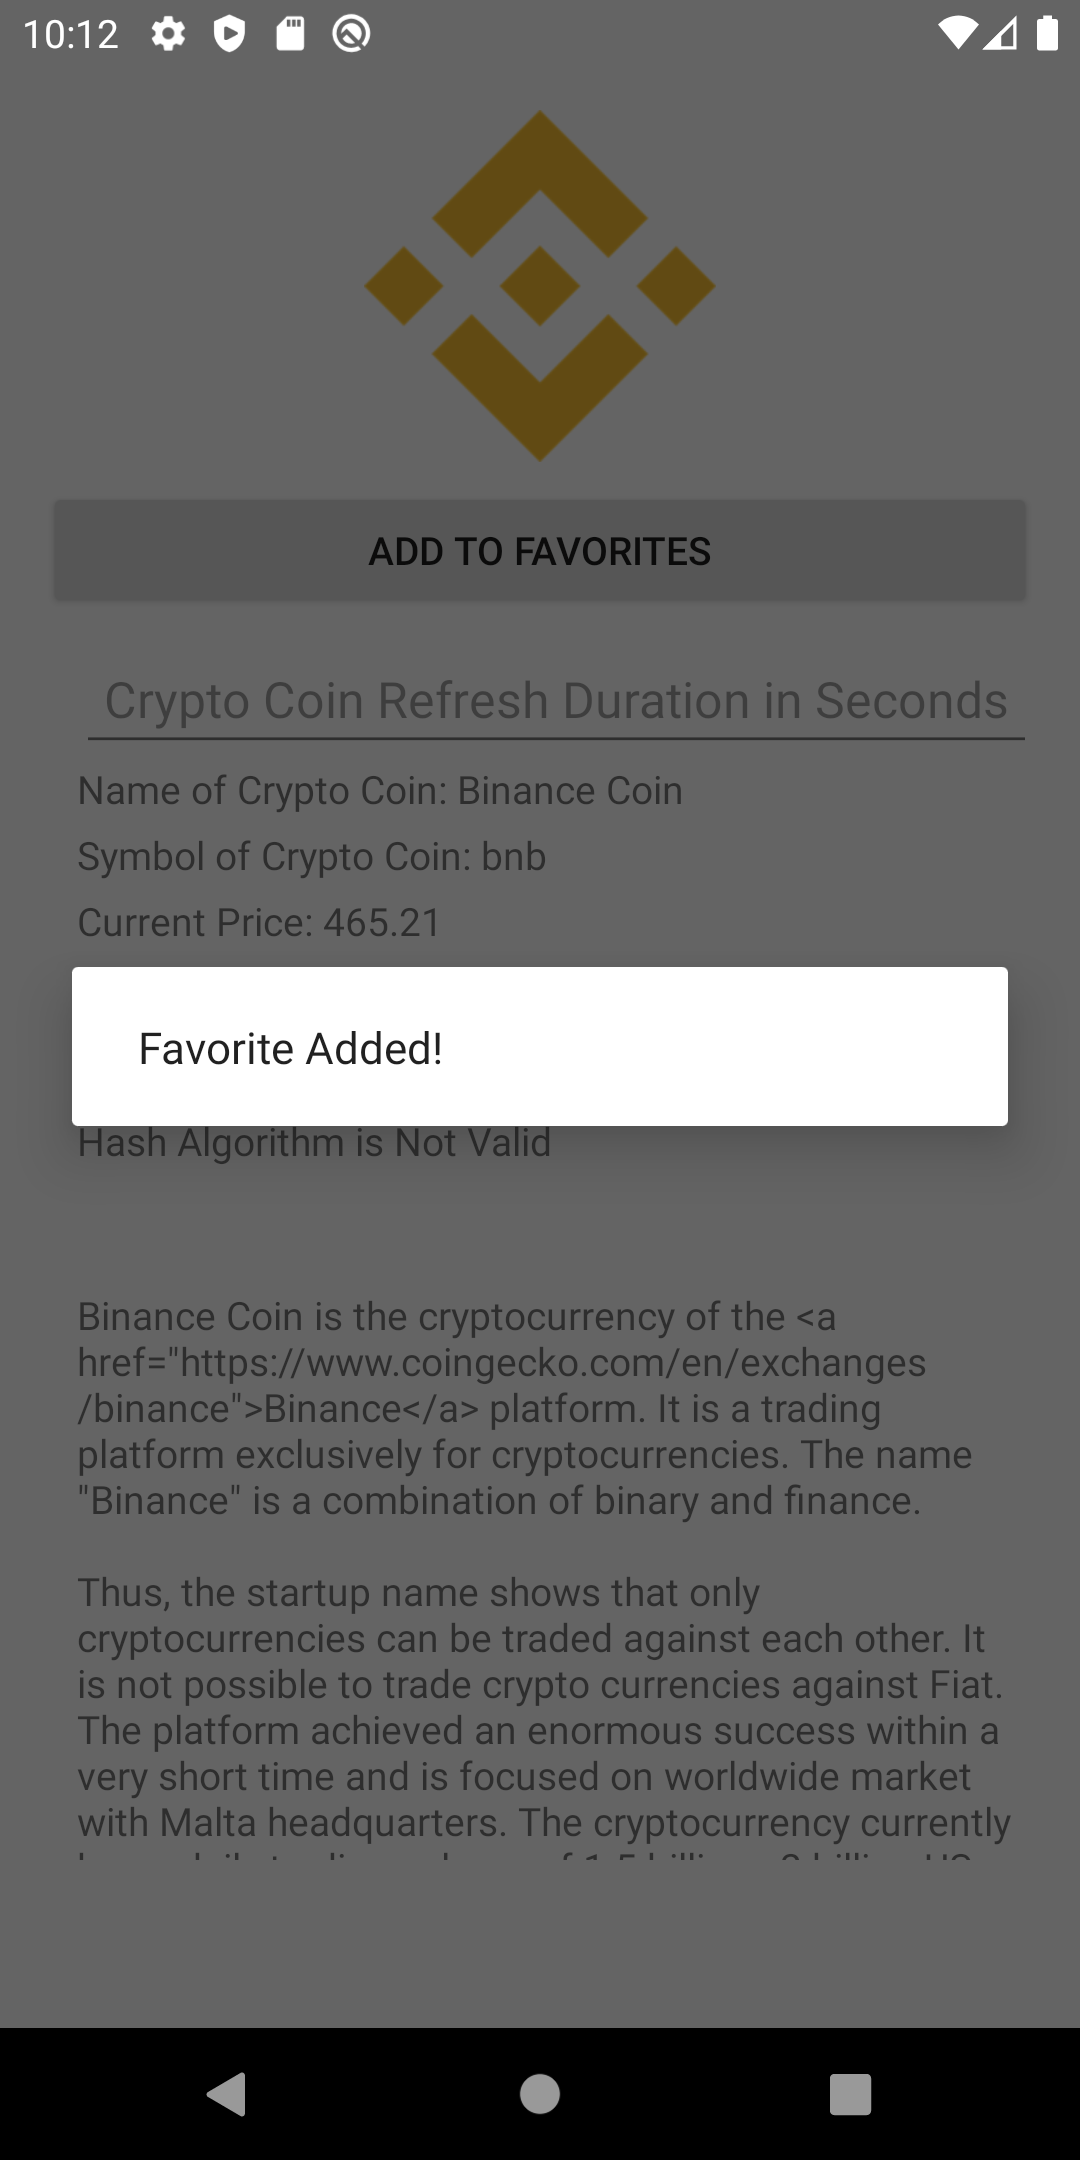 10:12
ADD TO FAVORITES
Crypto Coin Refresh Duration in Seconds
Name of Crypto Coin: Binance Coin
Symbol of Crypto Coin: bnb
Current Price: 465.21
Favorite Added!
Hash Algorithm is Not Valid
Binance Coin is the cryptocurrency of the <a
href="https://www.coingecko.com/en/exchanges
/binance">Binance</a> platform. It is a trading
platform exclusively for cryptocurrencies. The name
"Binance" is a combination of binary and finance.
Thus, the startup name shows that only
cryptocurrencies can be traded against each other. It
is not possible to trade crypto currencies against Fiat.
The platform achieved an enormous success within a
very short time and is focused on worldwide market
with Malta headquarters. The cryptocurrency currently